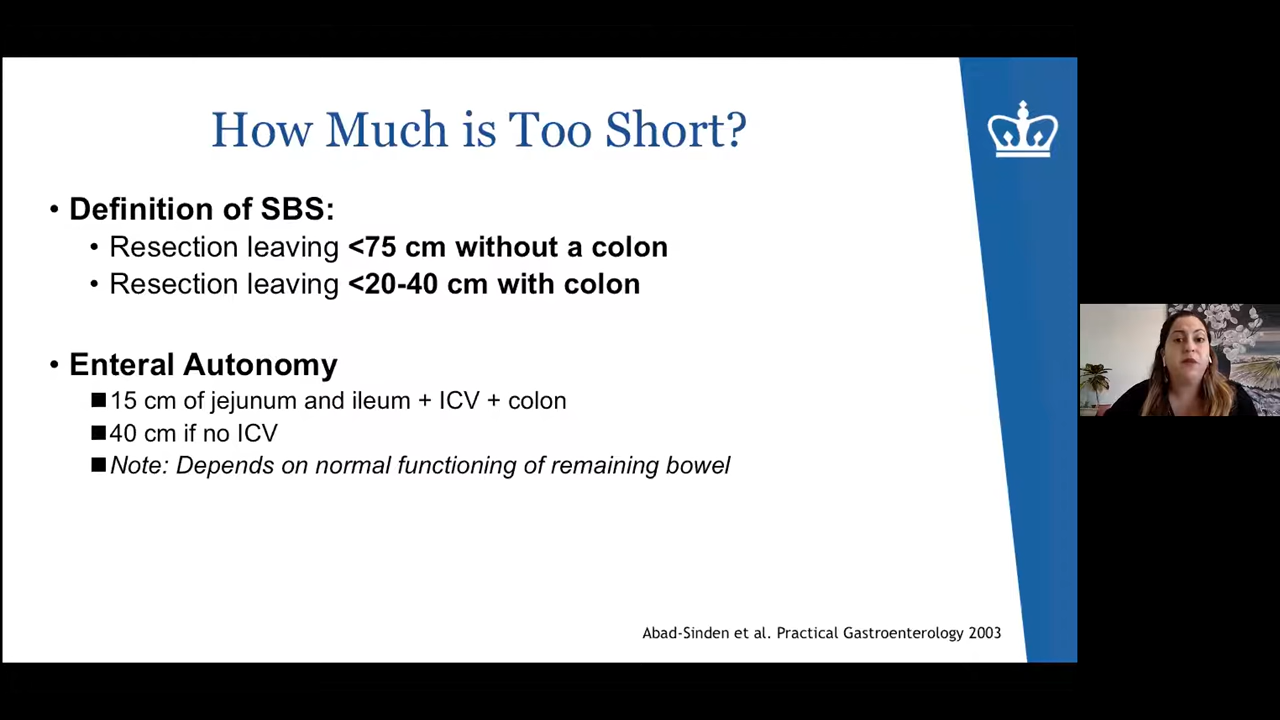 How Much is Too Short?
• Definition of SBS:
• Resection leaving <75 cm without a colon
• Resection leaving <20-40 cm with colon
• Enteral Autonomy
■15 cm of jejunum and ileum + ICV + colon
■40 cm if no ICV
■Note: Depends on normal functioning of remaining bowel
Abad-Sinden et al. Practical Gastroenterology 2003